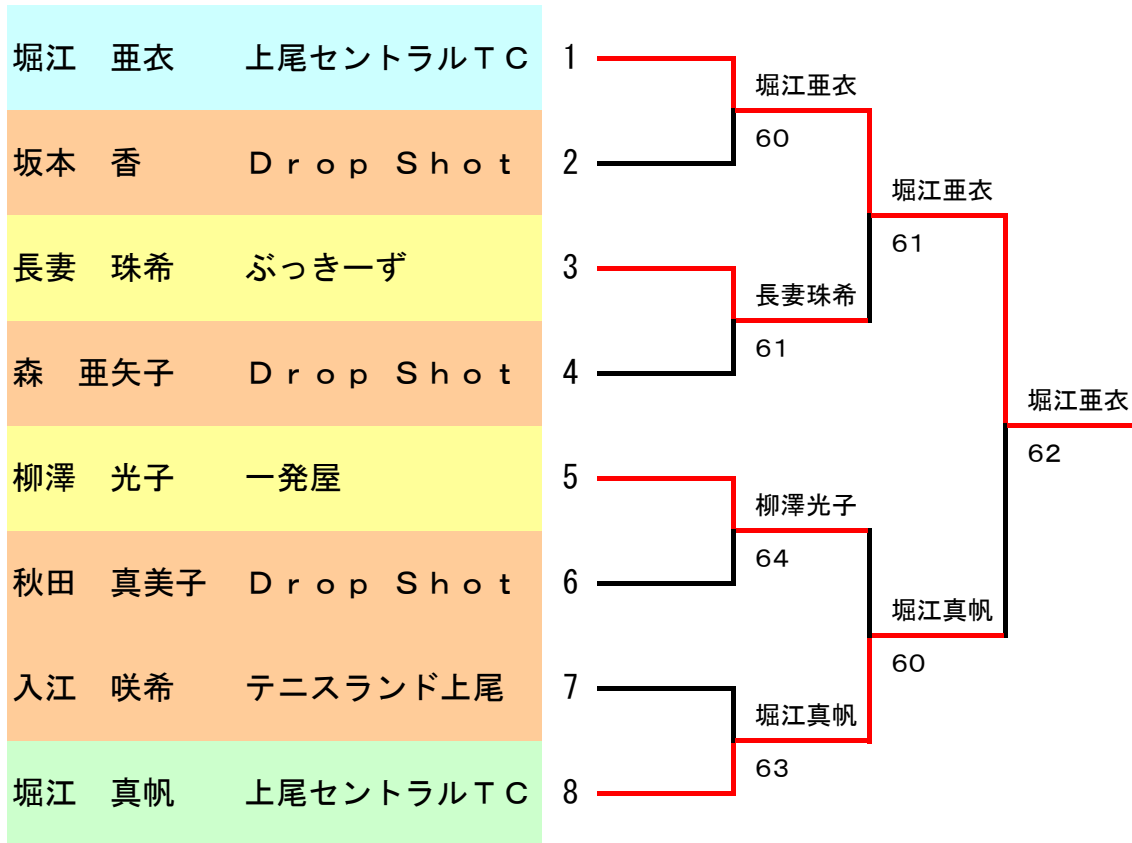 堀江　亜衣　　上尾セントラルＴＣ　1
堀江亜衣
60
坂本　香　　　Ｄｒｏｐ　Ｓｈｏｔ　2
堀江亜衣
61
長妻　珠希　　ぶっきーず　3
長妻珠希
61
森　亜矢子　　Ｄｒｏｐ　Ｓｈｏｔ　4
堀江亜衣
62
柳澤　光子　　一発屋　5
柳澤光子
64
秋田　真美子　Ｄｒｏｐ　Ｓｈｏｔ　6
堀江真帆
60
入江　咲希　　テニスランド上尾　7
堀江真帆
63
堀江　真帆　　上尾セントラルＴＣ　8